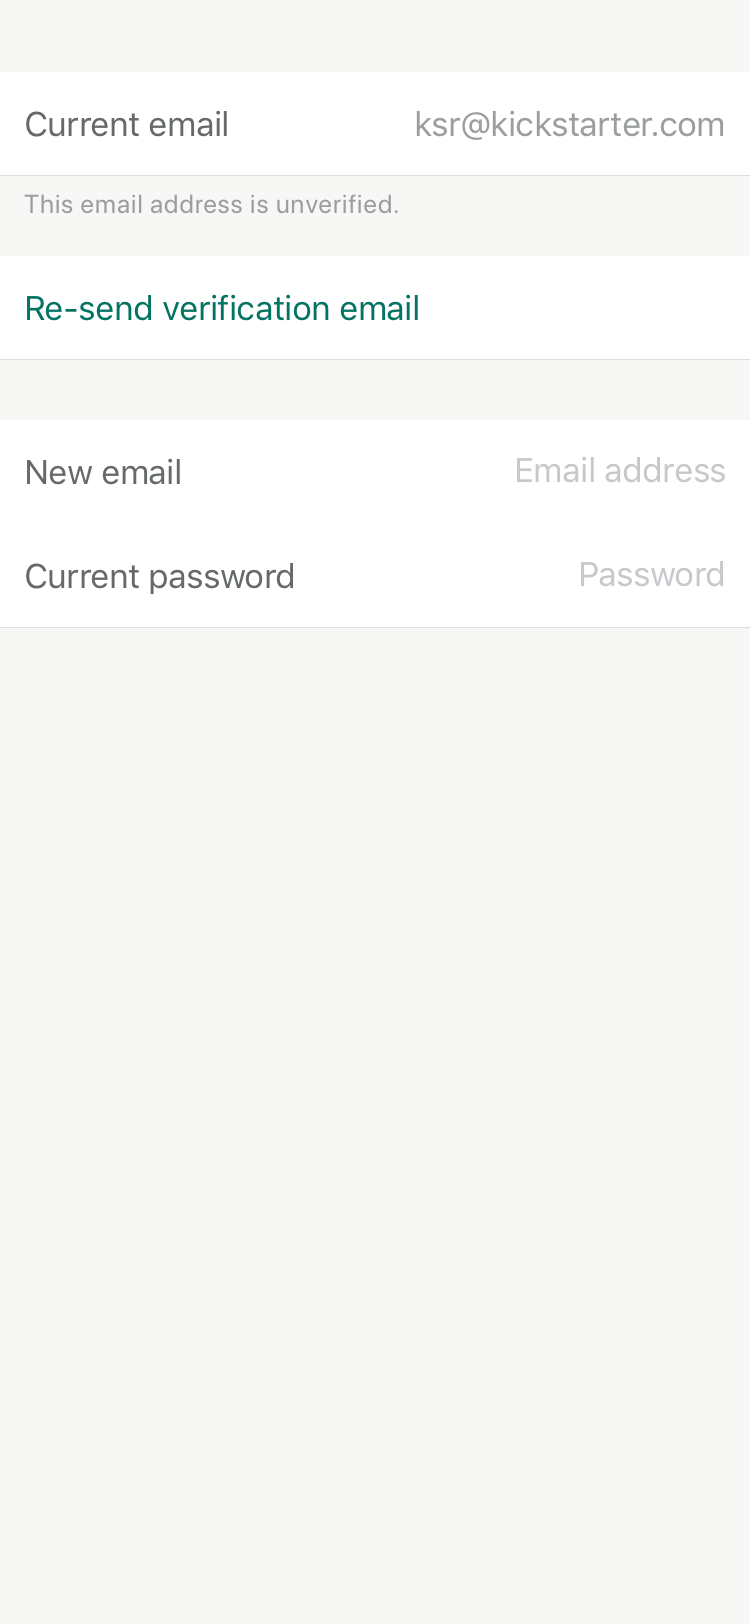 Current email ksr@kickstarter.com
This email address is unverified.
Re-send verification email
New email Email address
Current password Password